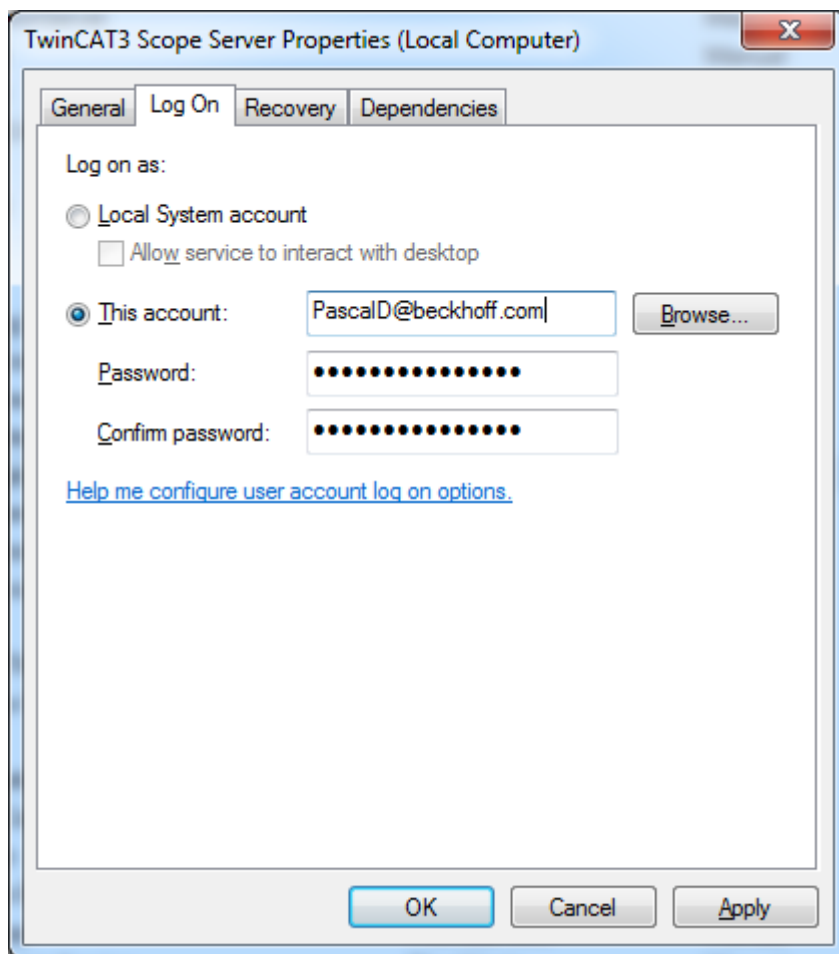 TwinCAT3 Scope Server Properties (Local Computer)
General Log On Recovery Dependencies
Log on as:
Local System account
Allow service to interact with desktop
This account: PascalD@beckhoff.com Browse...
Password: ●●●●●●●●●●●●●●●
Confirm password: ●●●●●●●●●●●●●●●
Help me configure user account log on options.
OK Cancel Apply